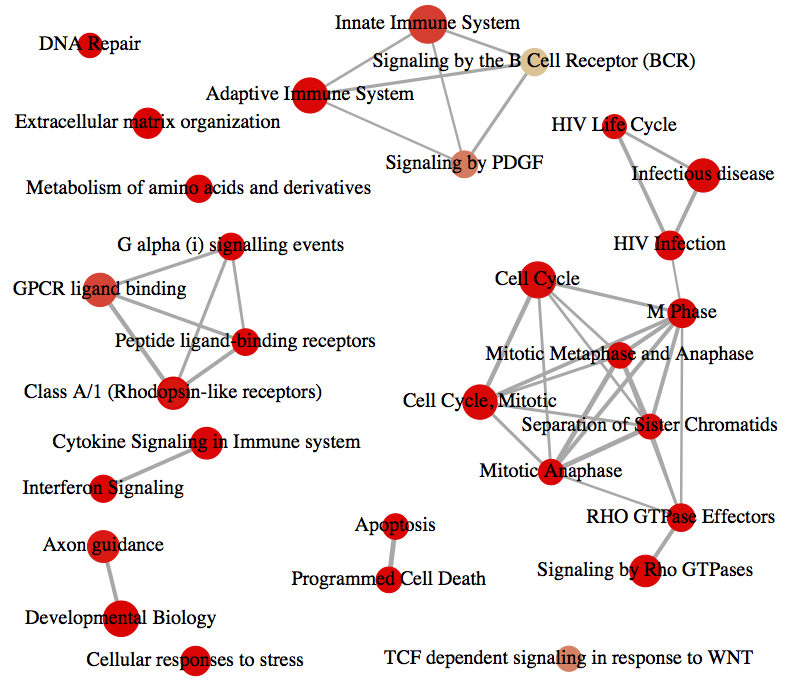 Innate Immune System
DNA Repair
Signaling by the B Cell Receptor (BCR)
Adaptive Immune System
Extracellular matrix organization
HIV Life Cycle
Signaling by PDGF
Infectious disease
Metabolism of amino acids and derivatives
G alpha (i) signalling events
HIV Infection
Cell Cycle
GPCR ligand binding
M Phase
Peptide ligand-binding receptors
Mitotic Metaphase and Anaphase
Class A/1 (Rhodopsin-like receptors)
Cell Cycle, Mitotic
Separation of Sister Chromatids
Cytokine Signaling in Immune system
Mitotic Anaphase
Interferon Signaling
RHO GTPase Effectors
Apoptosis
Axon guidance
Signaling by Rho GTPases
Programmed Cell Death
Developmental Biology
TCF dependent signaling in response to WNT
Cellular responses to stress